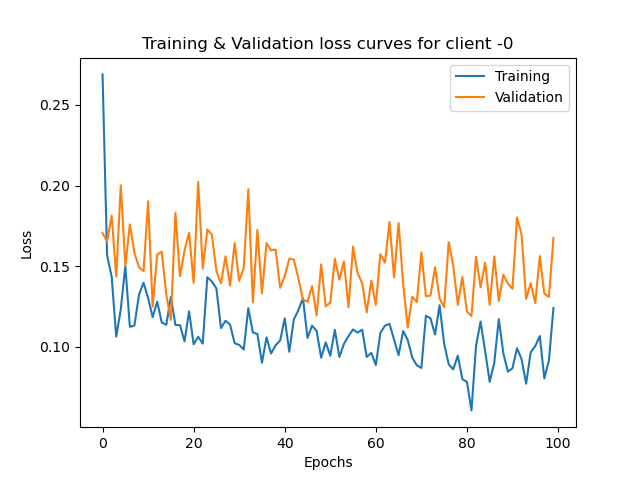 Training & Validation loss curves for client -0
Training
Validation
0.25
0.20
0.15
0.10
Loss
0 20 40 60 80 100
Epochs